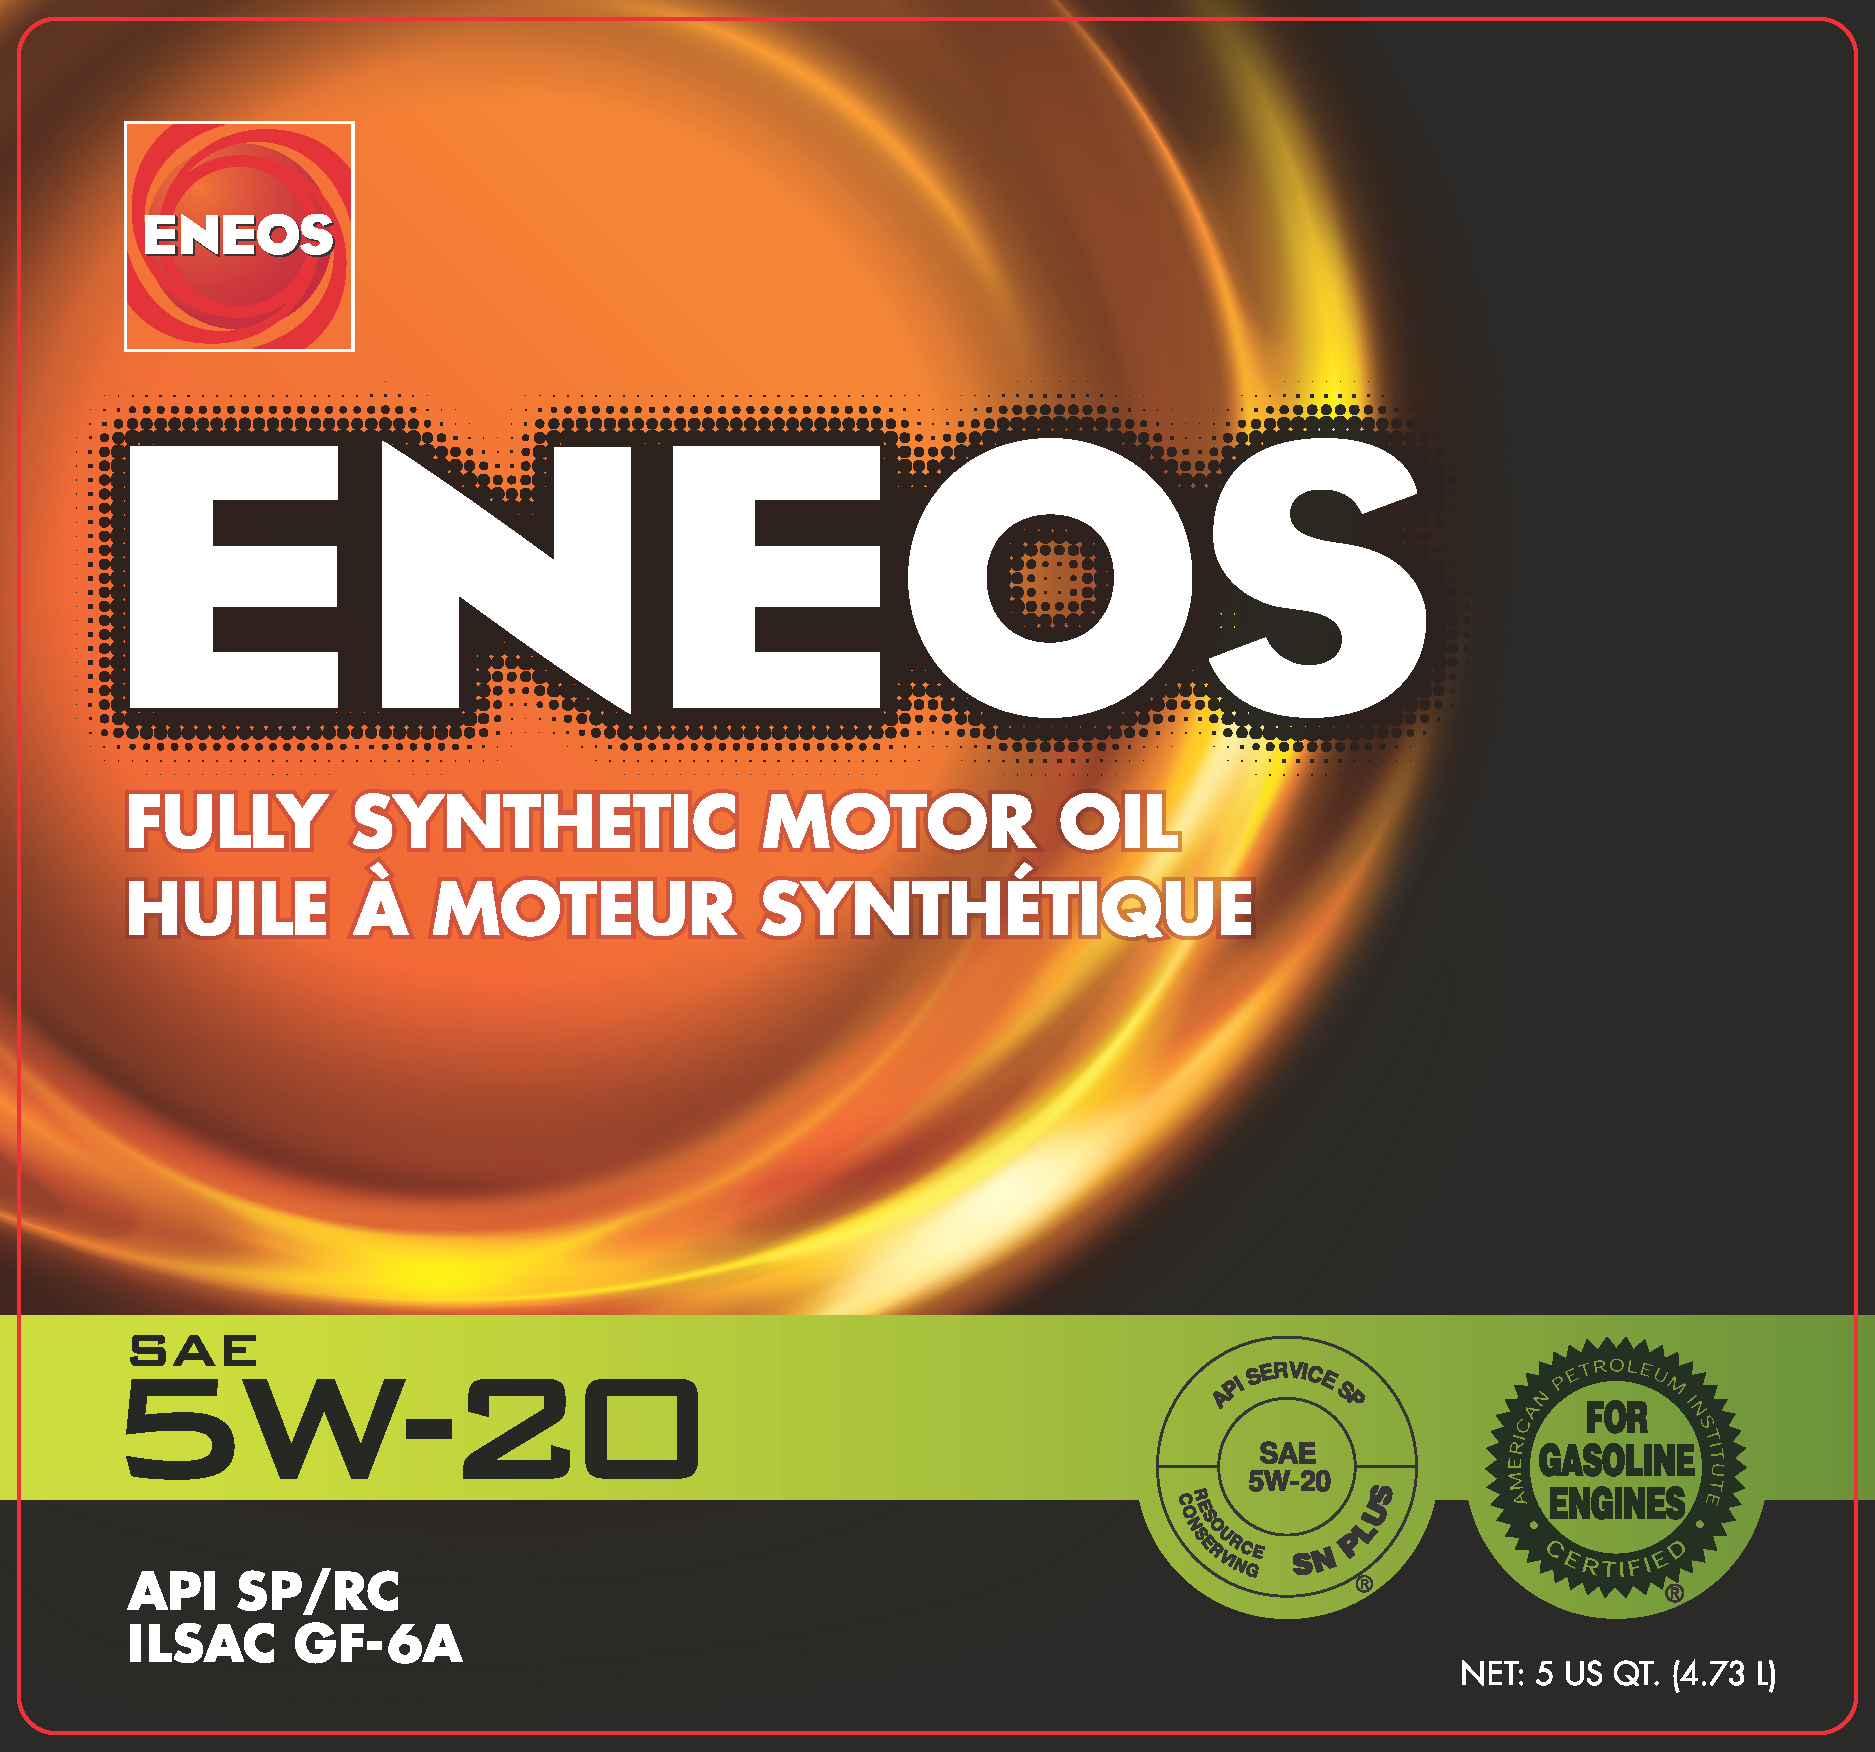 ENEOS
ENEOS
FULLY SYNTHETIC MOTOR OIL
HUILE À MOTEUR SYNTHÉTIQUE
SAE
5W-20
API SERVICE SP
SAE
5W-20
RESOURCE
CONSERVING
SN PLUS
®
AMERICAN PETROLEUM INSTITUTE
FOR
GASOLINE
ENGINES
• CERTIFIED •
®
API SP/RC
ILSAC GF-6A
NET: 5 US QT. (4.73 L)